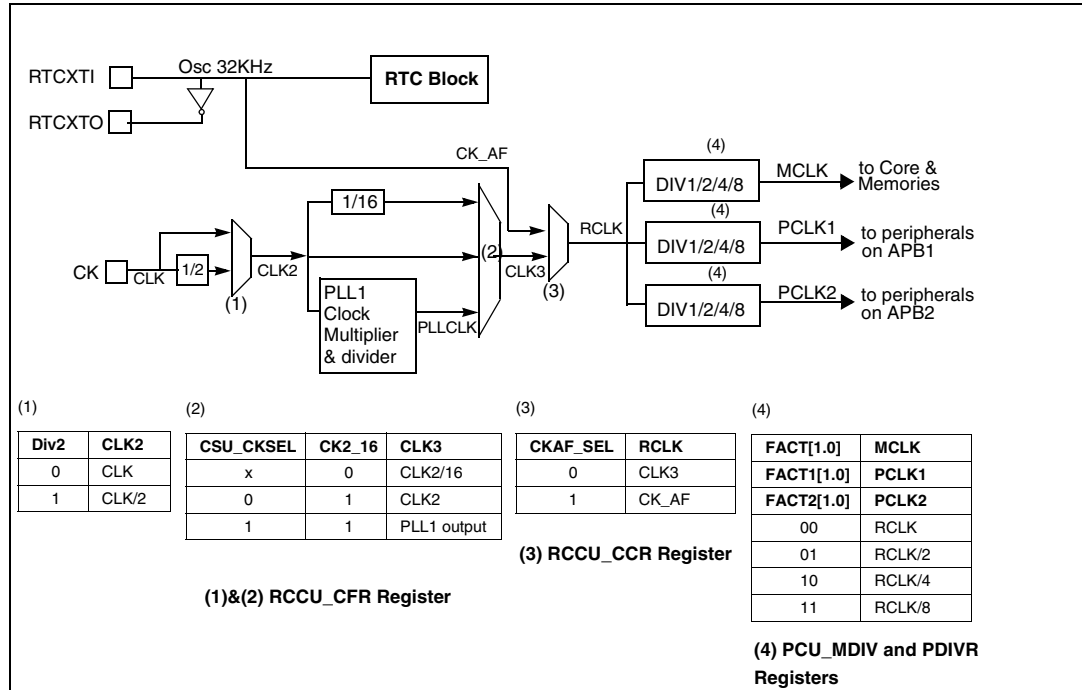 RTCXTI
Osc 32KHz
RTC Block
RTCXTO
CK_AF
(4)
DIV1/2/4/8
MCLK
to Core &
Memories
1/16
(4)
RCLK
DIV1/2/4/8
PCLK1
to peripherals
on APB1
CK
CLK
1/2
CLK2
(2)
CLK3
(1)
(3)
PLL1
Clock
Multiplier
& divider
PLLCLK
(4)
DIV1/2/4/8
PCLK2
to peripherals
on APB2
(1)
Div2 CLK2
0 CLK
1 CLK/2
(2)
CSU_CKSEL CK2_16 CLK3
x 0 CLK2/16
0 1 CLK2
1 1 PLL1 output
(1)&(2) RCCU_CFR Register
(3)
CKAF_SEL RCLK
0 CLK3
1 CK_AF
(3) RCCU_CCR Register
(4)
FACT[1.0] MCLK
FACT1[1.0] PCLK1
FACT2[1.0] PCLK2
00 RCLK
01 RCLK/2
10 RCLK/4
11 RCLK/8
(4) PCU_MDIV and PDIVR
Registers